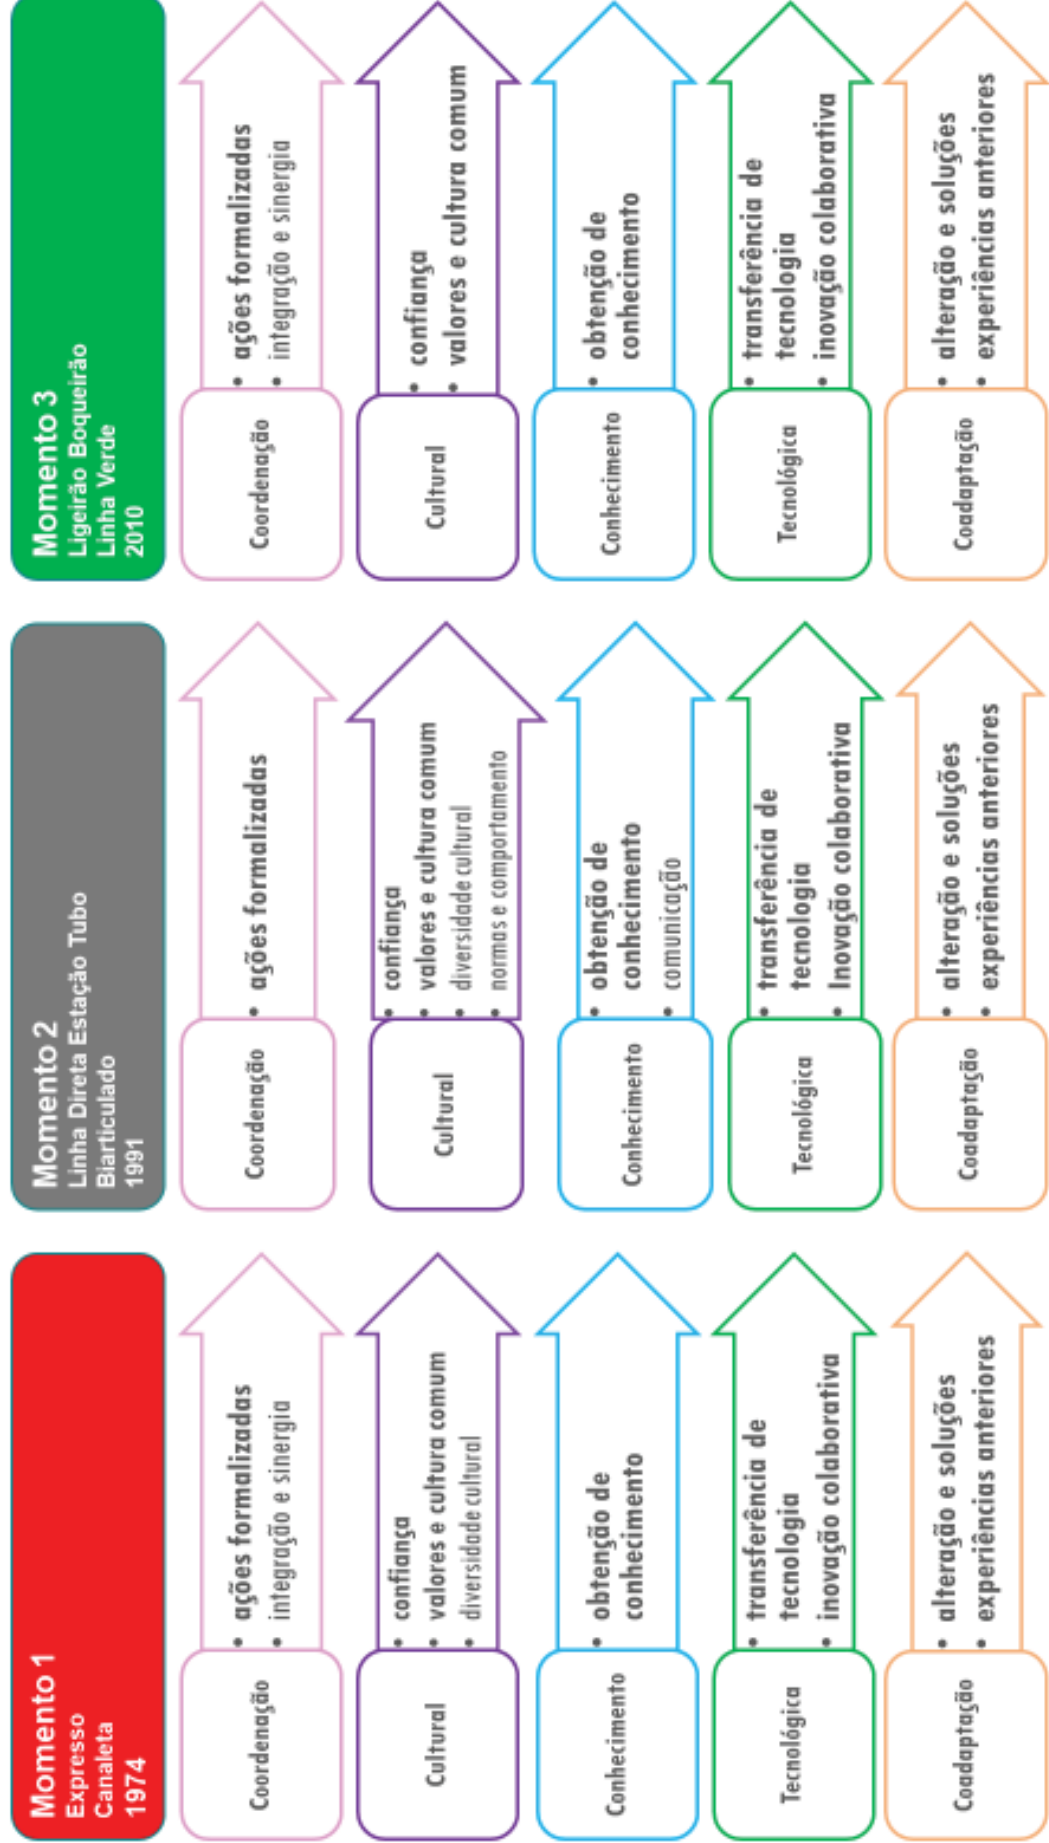 Momento 1
Expresso
Canaleta
1974
Coordenação
• ações formalizadas
• integração e sinergia
Cultural
• confiança
• valores e cultura comum
• diversidade cultural
Conhecimento
• obtenção de
conhecimento
Tecnológica
• transferência de
tecnologia
• inovação colaborativa
Coadaptação
• alteração e soluções
• experiências anteriores
Momento 2
Linha Direta Estação Tubo
Biarticulado
1991
Coordenação
• ações formalizadas
Cultural
• confiança
• valores e cultura comum
• diversidade cultural
• normas e comportamento
Conhecimento
• obtenção de
conhecimento
• comunicação
Tecnológica
• transferência de
tecnologia
• Inovação colaborativa
Coadaptação
• alteração e soluções
• experiências anteriores
Momento 3
Ligeirão Boqueirão
Linha Verde
2010
Coordenação
• ações formalizadas
• integração e sinergia
Cultural
• confiança
• valores e cultura comum
Conhecimento
• obtenção de
conhecimento
Tecnológica
• transferência de
tecnologia
• inovação colaborativa
Coadaptação
• alteração e soluções
• experiências anteriores